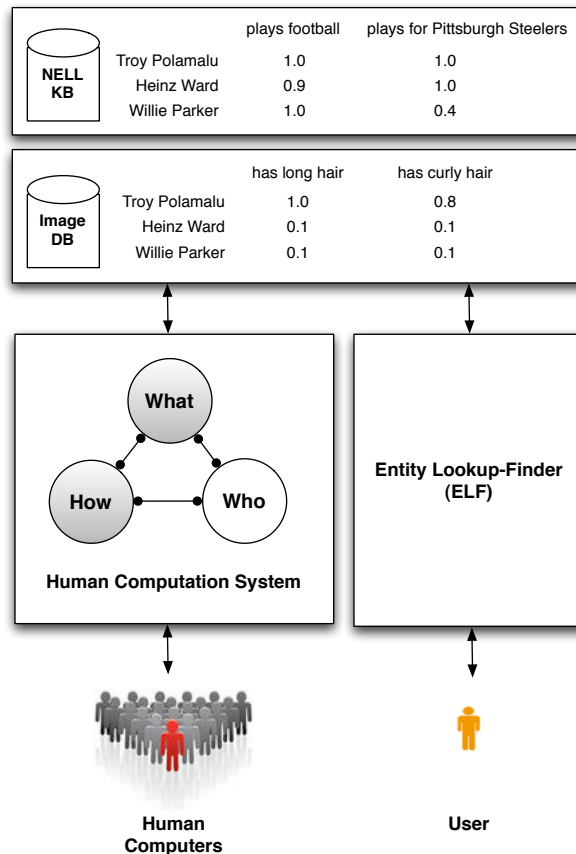 plays football plays for Pittsburgh Steelers
NELL
KB
Troy Polamalu 1.0 1.0
Heinz Ward 0.9 1.0
Willie Parker 1.0 0.4
has long hair has curly hair
Image
DB
Troy Polamalu 1.0 0.8
Heinz Ward 0.1 0.1
Willie Parker 0.1 0.1
What
How
Who
Human Computation System
Entity Lookup-Finder
(ELF)
Human
Computers
User